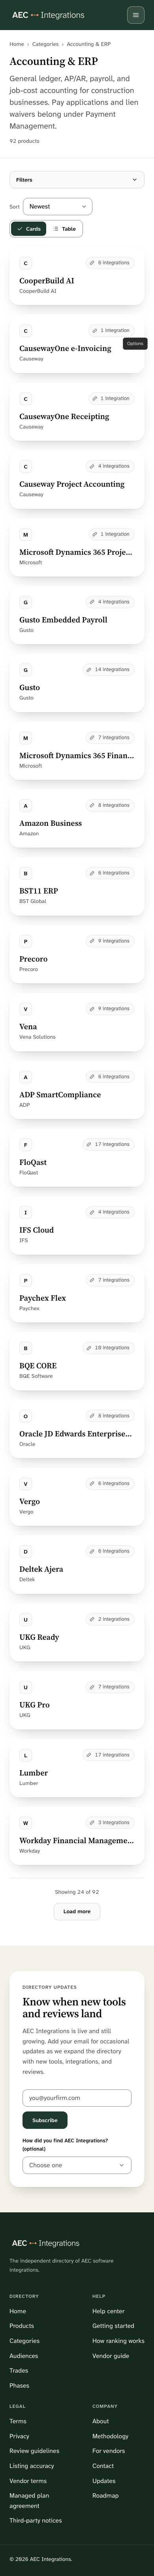 AEC ↔ Integrations
Home › Categories › Accounting & ERP
Accounting & ERP
General ledger, AP/AR, payroll, and
job-cost accounting for construction
businesses. Pay applications and lien
waivers belong under Payment
Management.
92 products
Filters
Sort Newest
Cards Table
C 6 integrations
CooperBuild AI
CooperBuild AI
C 1 integration
CausewayOne e-Invoicing
Causeway
Options
C 1 integration
CausewayOne Receipting
Causeway
C 4 integrations
Causeway Project Accounting
Causeway
M 1 integration
Microsoft Dynamics 365 Proje...
Microsoft
G 4 integrations
Gusto Embedded Payroll
Gusto
G 14 integrations
Gusto
Gusto
M 7 integrations
Microsoft Dynamics 365 Finan...
Microsoft
A 8 integrations
Amazon Business
Amazon
B 6 integrations
BST11 ERP
BST Global
P 9 integrations
Precoro
Precoro
V 9 integrations
Vena
Vena Solutions
A 6 integrations
ADP SmartCompliance
ADP
F 17 integrations
FloQast
FloQast
I 4 integrations
IFS Cloud
IFS
P 7 integrations
Paychex Flex
Paychex
B 10 integrations
BQE CORE
BQE Software
O 8 integrations
Oracle JD Edwards Enterprise...
Oracle
V 6 integrations
Vergo
Vergo
D 6 integrations
Deltek Ajera
Deltek
U 2 integrations
UKG Ready
UKG
U 7 integrations
UKG Pro
UKG
L 17 integrations
Lumber
Lumber
W 3 integrations
Workday Financial Manageme...
Workday
Showing 24 of 92
Load more
DIRECTORY UPDATES
Know when new tools
and reviews land
AEC Integrations is live and still
growing. Add your email for occasional
updates as we expand the directory
with new tools, integrations, and
reviews.
you@yourfirm.com
Subscribe
How did you find AEC Integrations?
(optional)
Choose one
AEC ↔ Integrations
The independent directory of AEC software
integrations.
DIRECTORY
Home
Products
Categories
Audiences
Trades
Phases
HELP
Help center
Getting started
How ranking works
Vendor guide
LEGAL
Terms
Privacy
Review guidelines
Listing accuracy
Vendor terms
Managed plan
agreement
Third-party notices
COMPANY
About
Methodology
For vendors
Contact
Updates
Roadmap
© 2026 AEC Integrations.